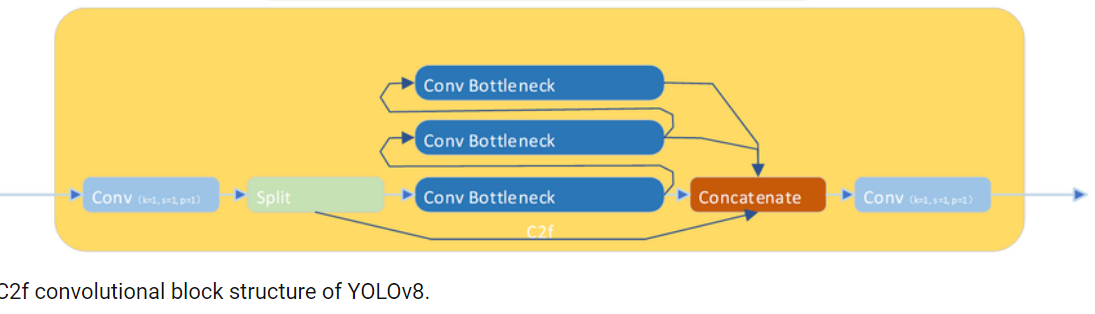 Conv Bottleneck
Conv Bottleneck
Conv (k=1, s=1, p=1)
Split
Conv Bottleneck
Concatenate
Conv (k=1, s=1, p=1)
C2f
C2f convolutional block structure of YOLOv8.